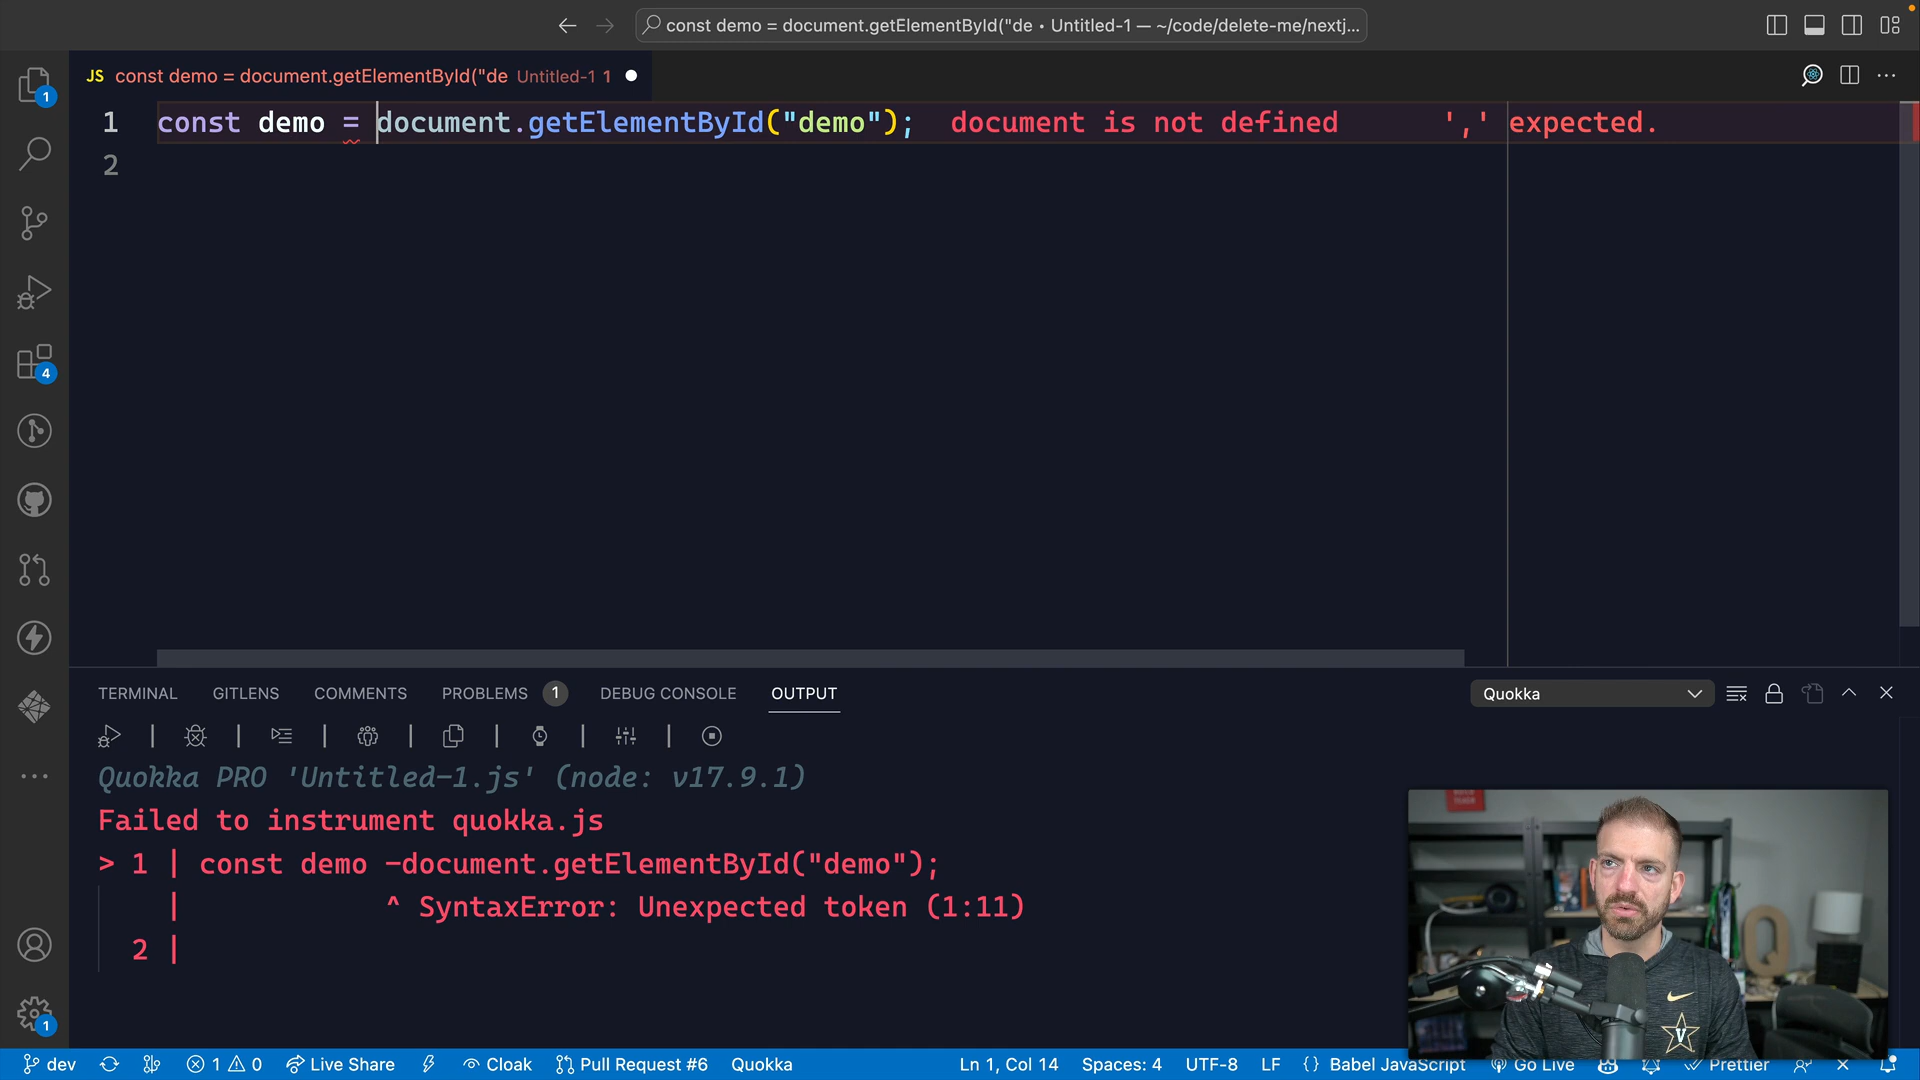 const demo = document.getElementById("de • Untitled-1 — ~/code/delete-me/nextj...
JS const demo = document.getElementById("de Untitled-1 1
1 const demo = document.getElementById("demo"); document is not defined ',' expected.
2
1
4
TERMINAL GITLENS COMMENTS PROBLEMS 1 DEBUG CONSOLE OUTPUT Quokka
Quokka PRO 'Untitled-1.js' (node: v17.9.1)
Failed to instrument quokka.js
> 1 | const demo -document.getElementById("demo");
| ^ SyntaxError: Unexpected token (1:11)
2 |
1
dev 1 0 Live Share Cloak Pull Request #6 Quokka Ln 1, Col 14 Spaces: 4 UTF-8 LF {} Babel JavaScript Go Live Prettier